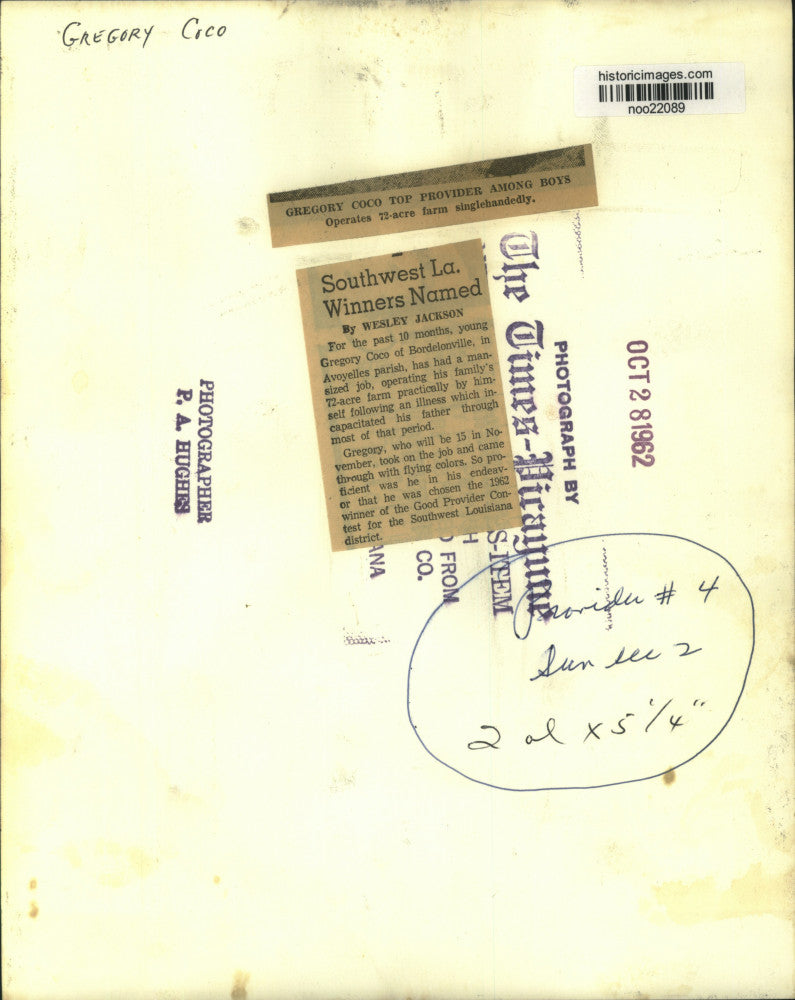 GREGORY COCO
historicimages.com
noo22089
GREGORY COCO TOP PROVIDER AMONG BOYS
Operates 72-acre farm singlehandedly.
Southwest La.
Winners Named
By WESLEY JACKSON
For the past 10 months, young
Gregory Coco of Bordelonville, in
Avoyelles parish, has had a man-
sized job, operating his family's
72-acre farm practically by him-
self following an illness which in-
capacitated his father through
most of that period.
Gregory, who will be 15 in No-
vember, took on the job and came
through with flying colors. So pro-
ficient was he in his endeav-
or that he was chosen the 1962
winner of the Good Provider Con-
test for the Southwest Louisiana
district.
The Times-Picayune
PHOTOGRAPH BY
OCT 28 1962
PHOTOGRAPHER
P. A. HUGHES
S-ITEM
H
FROM
CO.
ANA
Provider # 4
Sun sec 2
2 col x 5 1/4"